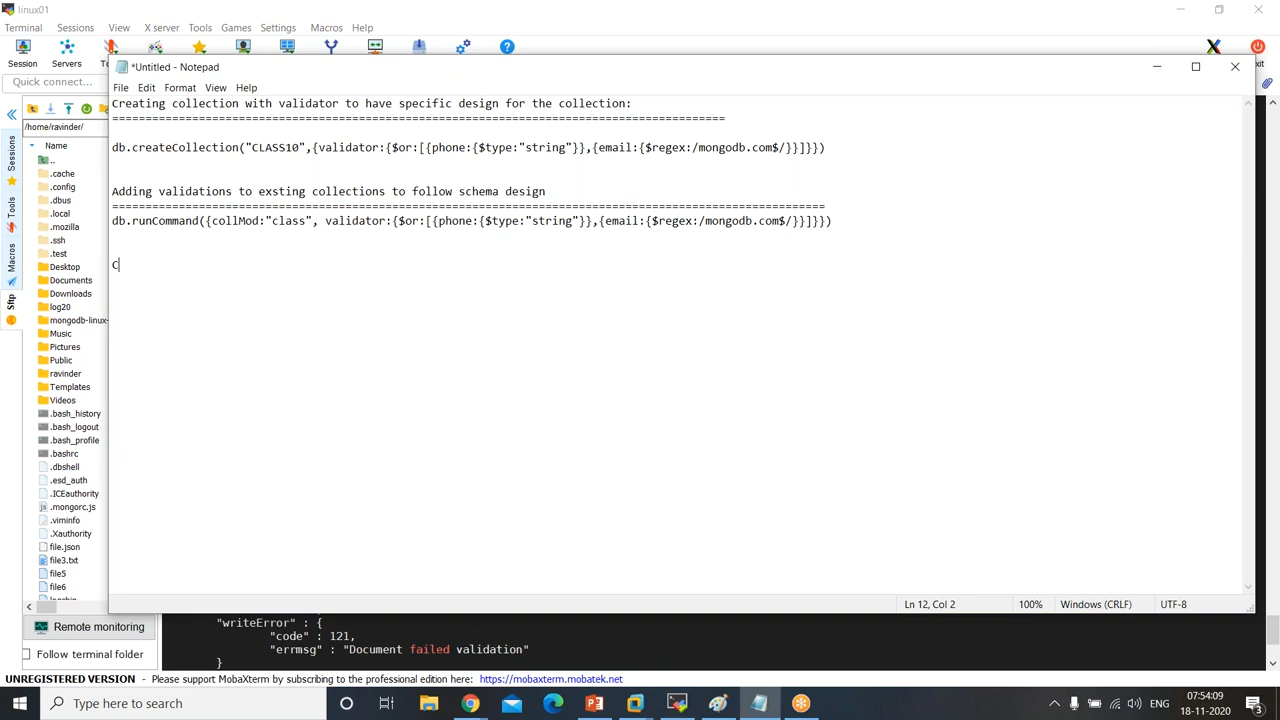 linux01
Terminal Sessions View X server Tools Games Settings Macros Help
Session
Servers
*Untitled - Notepad
Quick connect...
File Edit Format View Help
/home/ravinder/
Name
..
.cache
.config
.dbus
.local
.mozilla
.ssh
.test
Desktop
Documents
Downloads
log20
mongodb-linux-
Music
Pictures
Public
ravinder
Templates
Videos
.bash_history
.bash_logout
.bash_profile
.bashrc
.dbshell
.esd_auth
.ICEauthority
.mongorc.js
.viminfo
.Xauthority
file.json
file3.txt
file5
file6
Sessions
Tools
Macros
Sftp
Creating collection with validator to have specific design for the collection:
============================================================================================
db.createCollection("CLASS10",{validator:{$or:[{phone:{$type:"string"}},{email:{$regex:/mongodb.com$/}}]}})
Adding validations to exsting collections to follow schema design
===========================================================================================================
db.runCommand({collMod:"class", validator:{$or:[{phone:{$type:"string"}},{email:{$regex:/mongodb.com$/}}]}})
C
Ln 12, Col 2 100% Windows (CRLF) UTF-8
Remote monitoring
Follow terminal folder
"writeError" : {
"code" : 121,
"errmsg" : "Document failed validation"
}
UNREGISTERED VERSION - Please support MobaXterm by subscribing to the professional edition here: https://mobaxterm.mobatek.net
Type here to search
ENG
07:54:09
18-11-2020
3